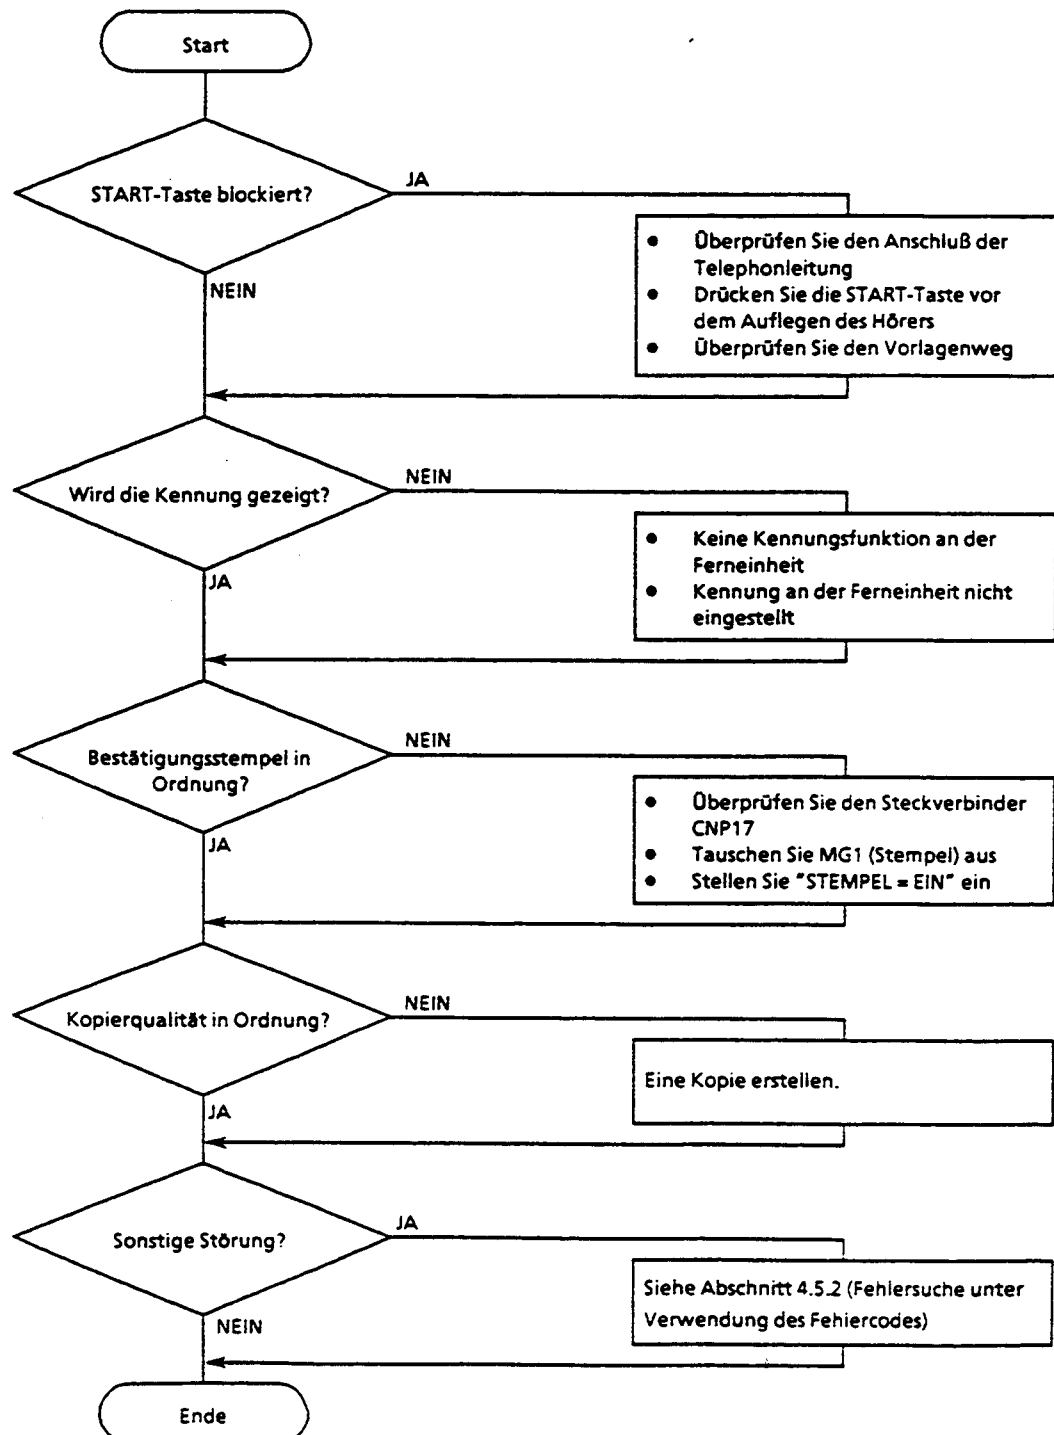 Start
START-Taste blockiert?
JA
● Überprüfen Sie den Anschluß der
Telephonleitung
● Drücken Sie die START-Taste vor
dem Auflegen des Hörers
● Überprüfen Sie den Vorlagenweg
NEIN
Wird die Kennung gezeigt?
NEIN
● Keine Kennungsfunktion an der
Ferneinheit
● Kennung an der Ferneinheit nicht
eingestellt
JA
Bestätigungsstempel in
Ordnung?
NEIN
● Überprüfen Sie den Steckverbinder
CNP17
● Tauschen Sie MG1 (Stempel) aus
● Stellen Sie "STEMPEL = EIN" ein
JA
Kopierqualität in Ordnung?
NEIN
Eine Kopie erstellen.
JA
Sonstige Störung?
JA
Siehe Abschnitt 4.5.2 (Fehlersuche unter
Verwendung des Fehlercodes)
NEIN
Ende